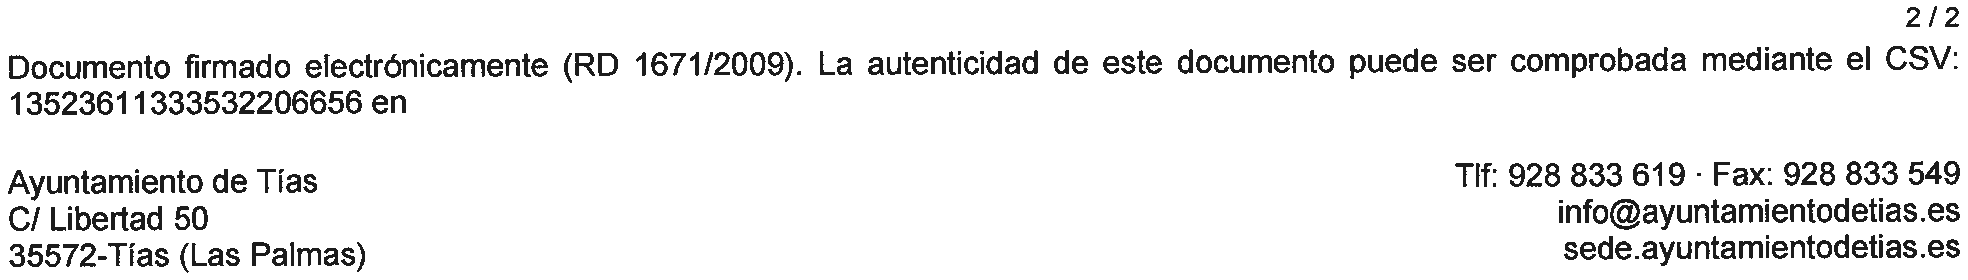 2 / 2
Documento firmado electrónicamente (RD 1671/2009). La autenticidad de este documento puede ser comprobada mediante el CSV:
13523611333532206656 en
Ayuntamiento de Tías
C/ Libertad 50
35572-Tías (Las Palmas)
Tlf: 928 833 619 · Fax: 928 833 549
info@ayuntamientodetias.es
sede.ayuntamientodetias.es